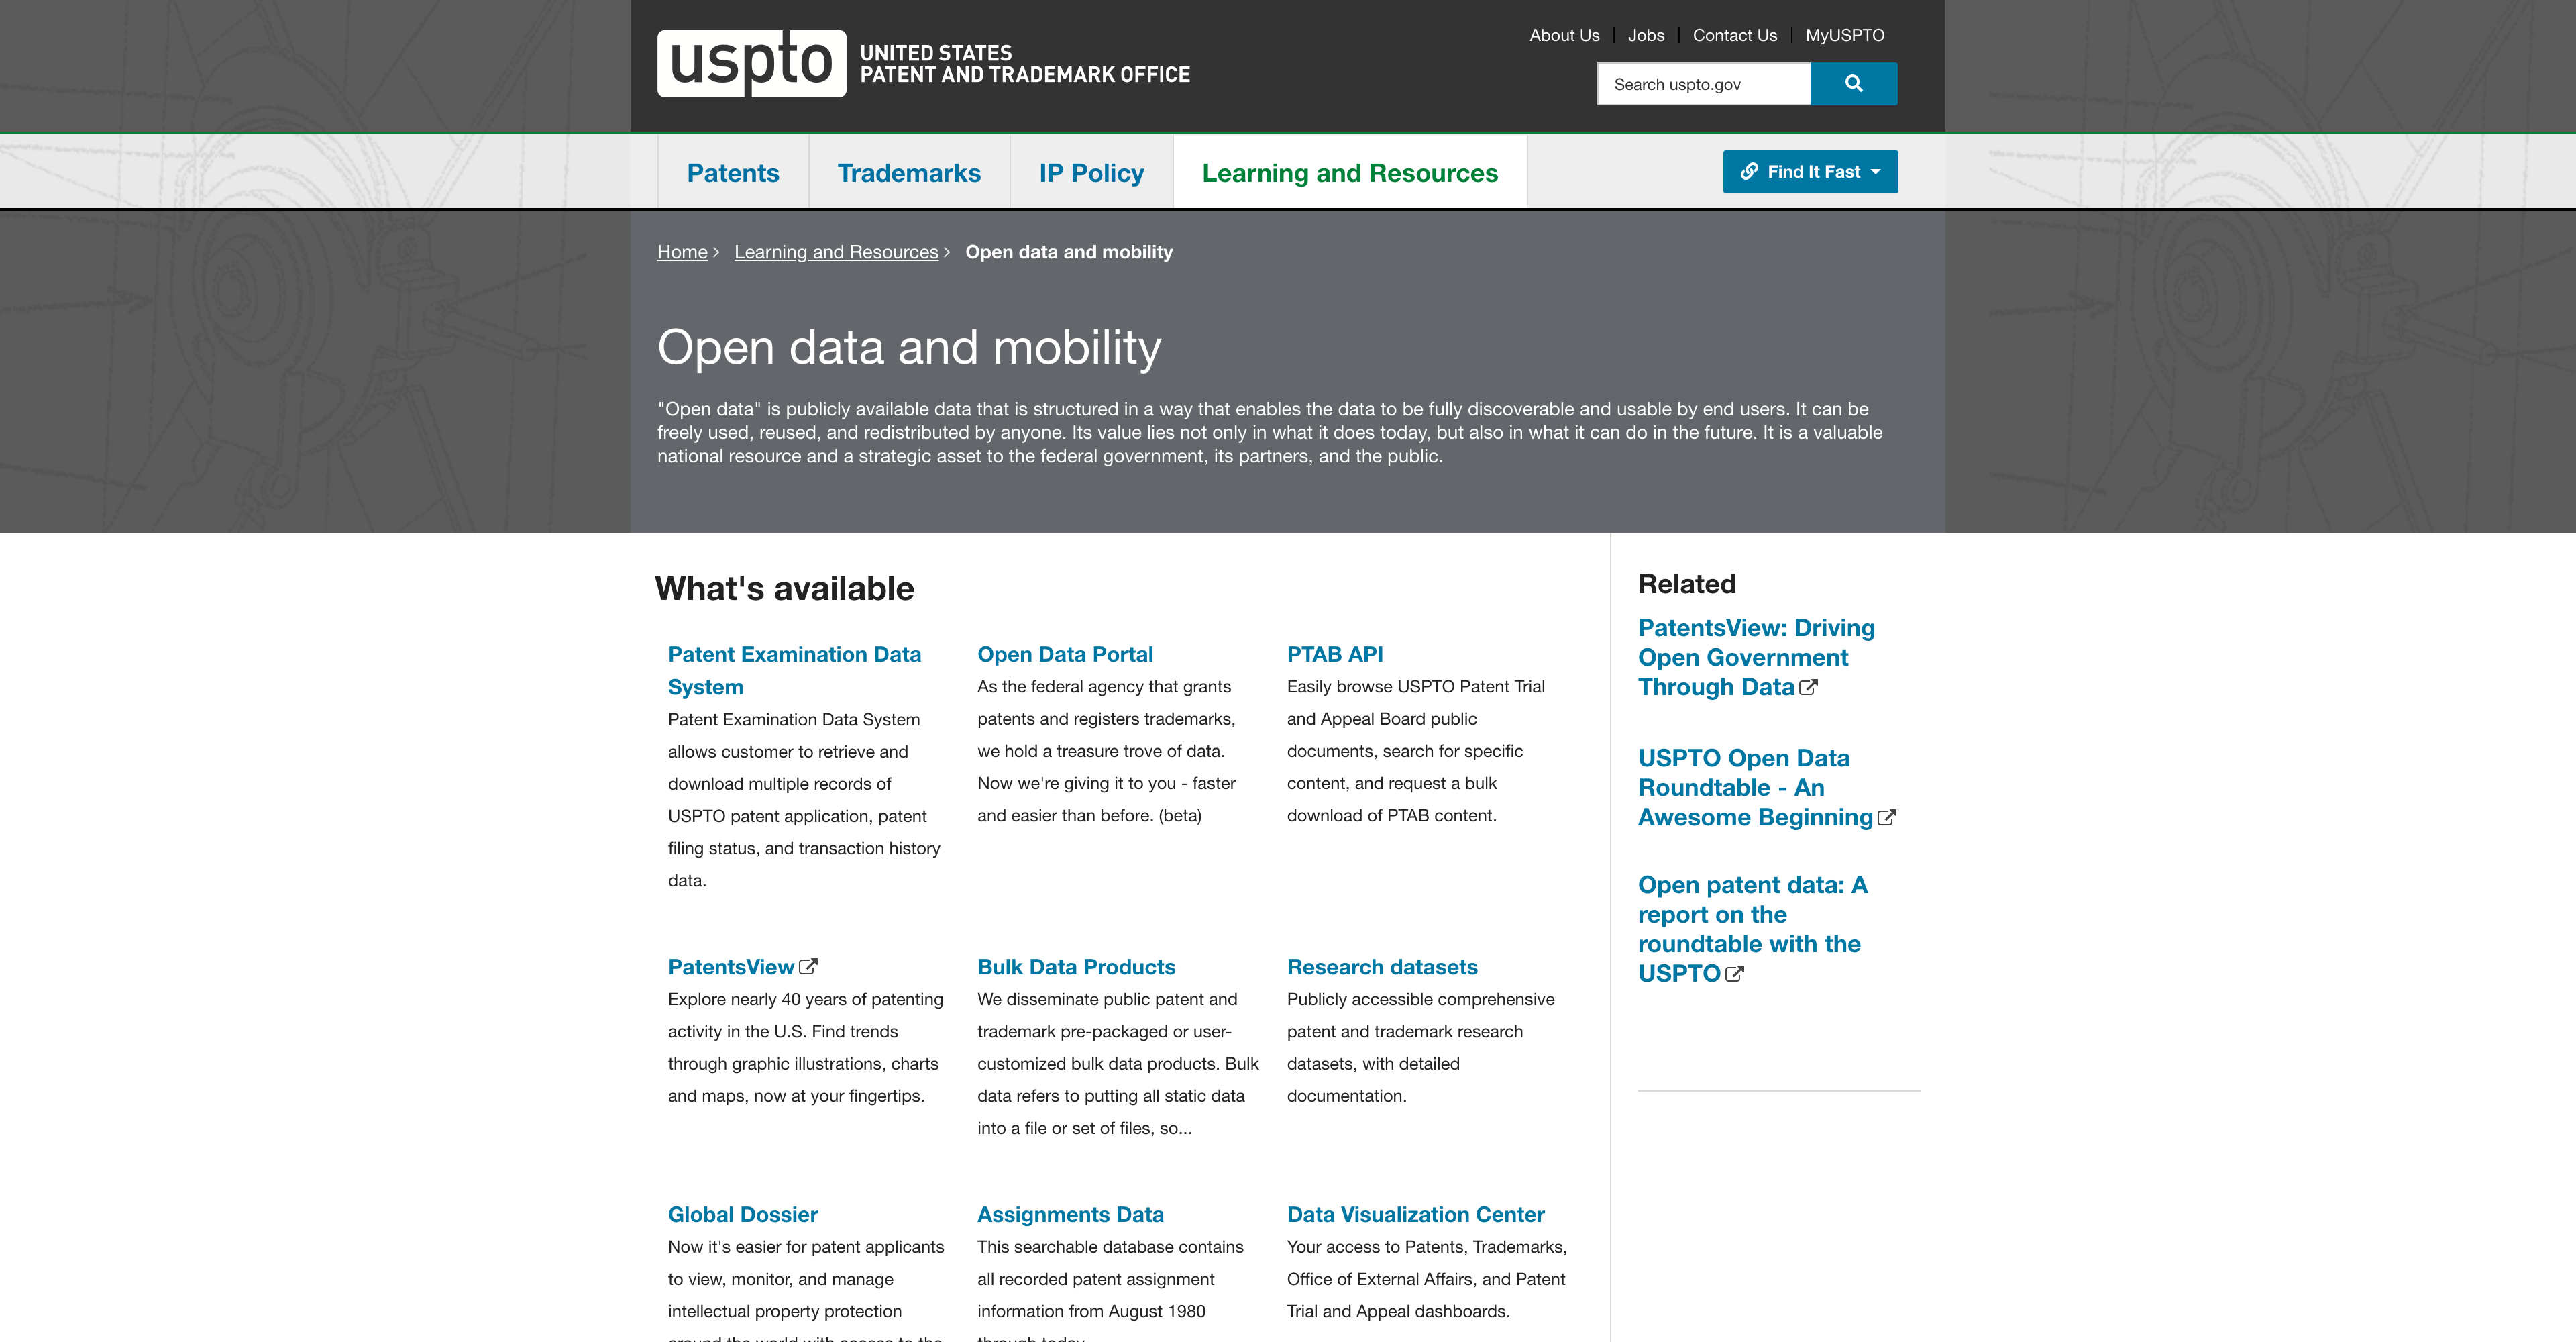 uspto UNITED STATES
PATENT AND TRADEMARK OFFICE
About Us
Jobs
Contact Us
MyUSPTO
Search uspto.gov
Patents
Trademarks
IP Policy
Learning and Resources
Find It Fast
Home
Learning and Resources
Open data and mobility
Open data and mobility
"Open data" is publicly available data that is structured in a way that enables the data to be fully discoverable and usable by end users. It can be
freely used, reused, and redistributed by anyone. Its value lies not only in what it does today, but also in what it can do in the future. It is a valuable
national resource and a strategic asset to the federal government, its partners, and the public.
What's available
Patent Examination Data
System
Patent Examination Data System
allows customer to retrieve and
download multiple records of
USPTO patent application, patent
filing status, and transaction history
data.
Open Data Portal
As the federal agency that grants
patents and registers trademarks,
we hold a treasure trove of data.
Now we're giving it to you - faster
and easier than before. (beta)
PTAB API
Easily browse USPTO Patent Trial
and Appeal Board public
documents, search for specific
content, and request a bulk
download of PTAB content.
PatentsView
Explore nearly 40 years of patenting
activity in the U.S. Find trends
through graphic illustrations, charts
and maps, now at your fingertips.
Bulk Data Products
We disseminate public patent and
trademark pre-packaged or user-
customized bulk data products. Bulk
data refers to putting all static data
into a file or set of files, so...
Research datasets
Publicly accessible comprehensive
patent and trademark research
datasets, with detailed
documentation.
Global Dossier
Now it's easier for patent applicants
to view, monitor, and manage
intellectual property protection
around the world with access to the
Assignments Data
This searchable database contains
all recorded patent assignment
information from August 1980
through today.
Data Visualization Center
Your access to Patents, Trademarks,
Office of External Affairs, and Patent
Trial and Appeal dashboards.
Related
PatentsView: Driving
Open Government
Through Data
USPTO Open Data
Roundtable - An
Awesome Beginning
Open patent data: A
report on the
roundtable with the
USPTO